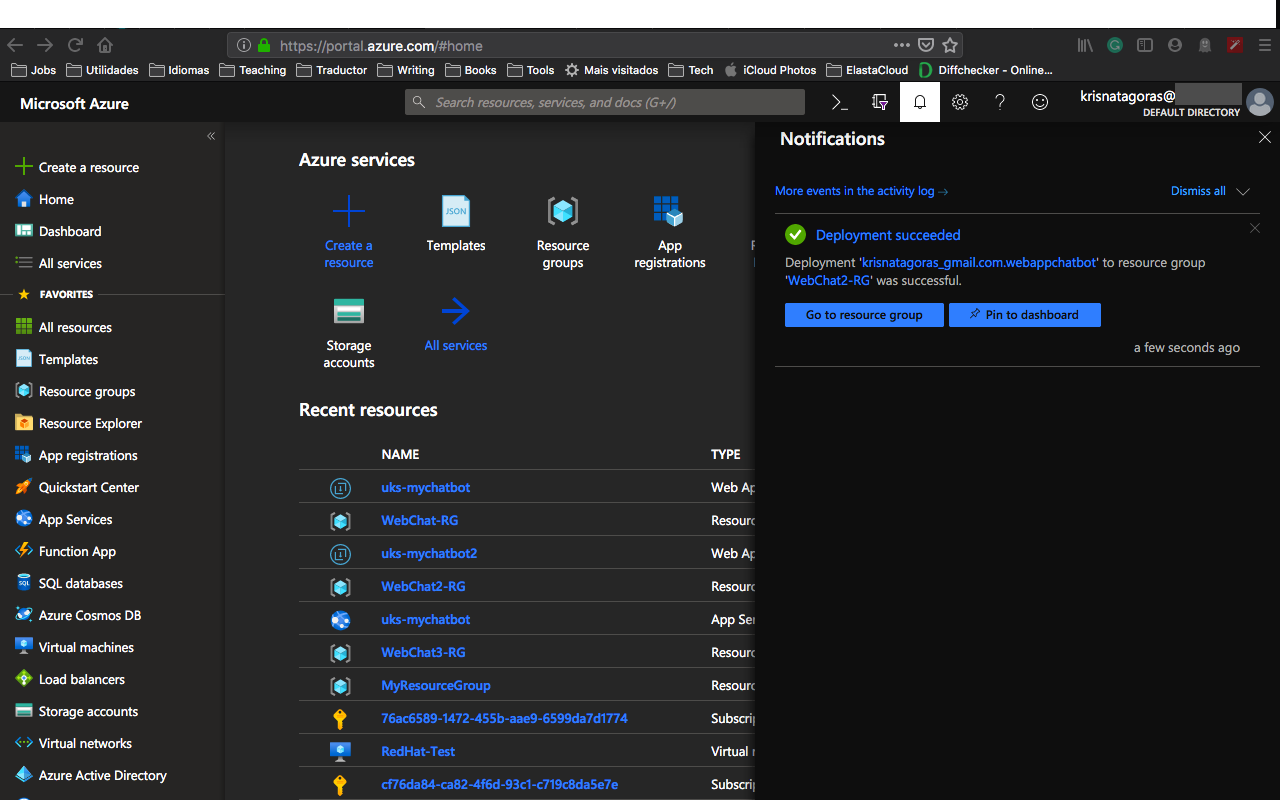 https://portal.azure.com/#home
Jobs Utilidades Idiomas Teaching Traductor Writing Books Tools Mais visitados Tech iCloud Photos ElastaCloud Diffchecker - Online...
Microsoft Azure
Search resources, services, and docs (G+/)
krisnatagoras@
DEFAULT DIRECTORY
Create a resource
Home
Dashboard
All services
FAVORITES
All resources
Templates
Resource groups
Resource Explorer
App registrations
Quickstart Center
App Services
Function App
SQL databases
Azure Cosmos DB
Virtual machines
Load balancers
Storage accounts
Virtual networks
Azure Active Directory
Azure services
Create a
resource
Templates
Resource
groups
App
registrations
Storage
accounts
All services
Recent resources
NAME TYPE
uks-mychatbot Web Ap
WebChat-RG Resourc
uks-mychatbot2 Web Ap
WebChat2-RG Resourc
uks-mychatbot App Ser
WebChat3-RG Resourc
MyResourceGroup Resourc
76ac6589-1472-455b-aae9-6599da7d1774 Subscrip
RedHat-Test Virtual
cf76da84-ca82-4f6d-93c1-c719c8da5e7e Subscrip
Notifications
More events in the activity log → Dismiss all
Deployment succeeded
Deployment 'krisnatagoras_gmail.com.webappchatbot' to resource group
'WebChat2-RG' was successful.
Go to resource group Pin to dashboard
a few seconds ago